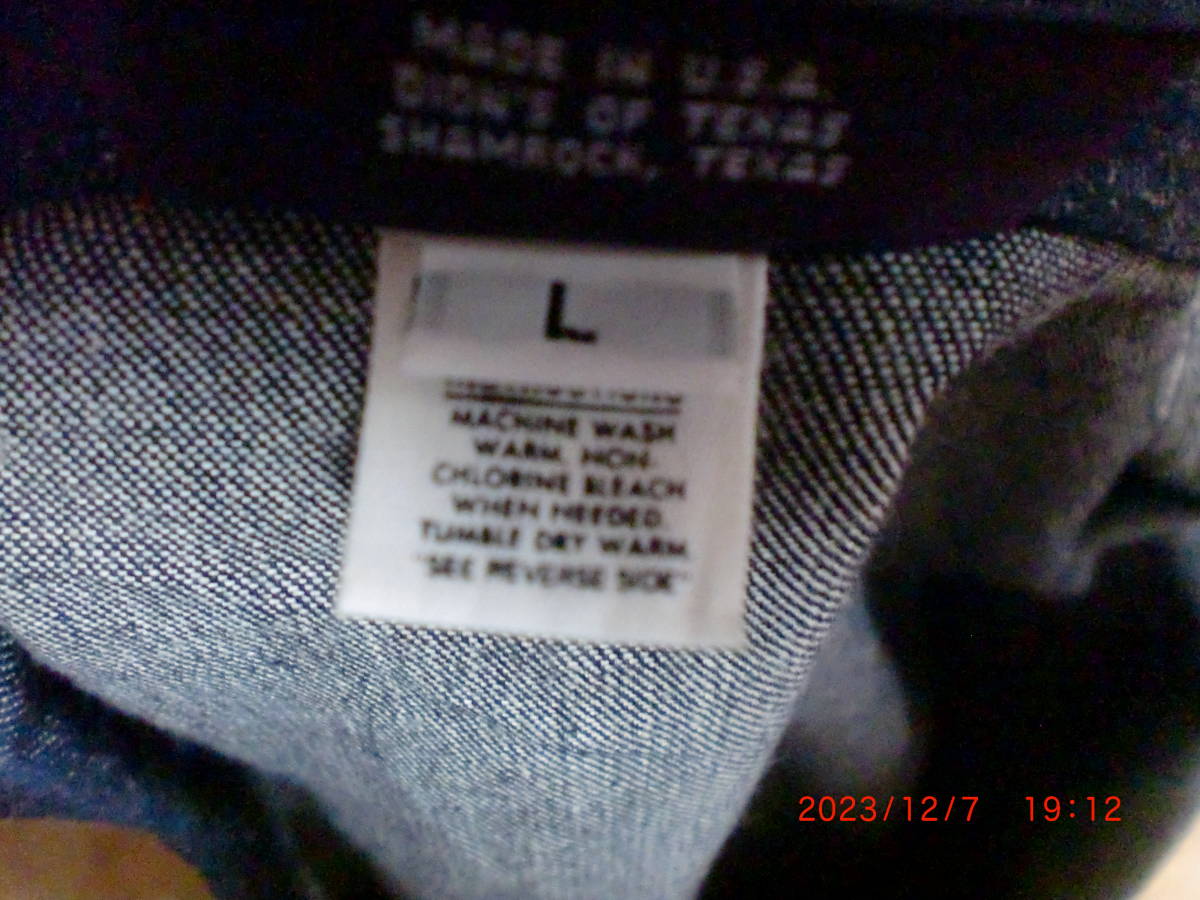 MADE IN U.S.A.
OF TEXAS
SHAMROCK, TEXAS
L
MACHINE WASH
WARM, NON-
CHLORINE BLEACH
WHEN NEEDED.
TUMBLE DRY WARM
"SEE REVERSE SIDE"
2023/12/7 19:12